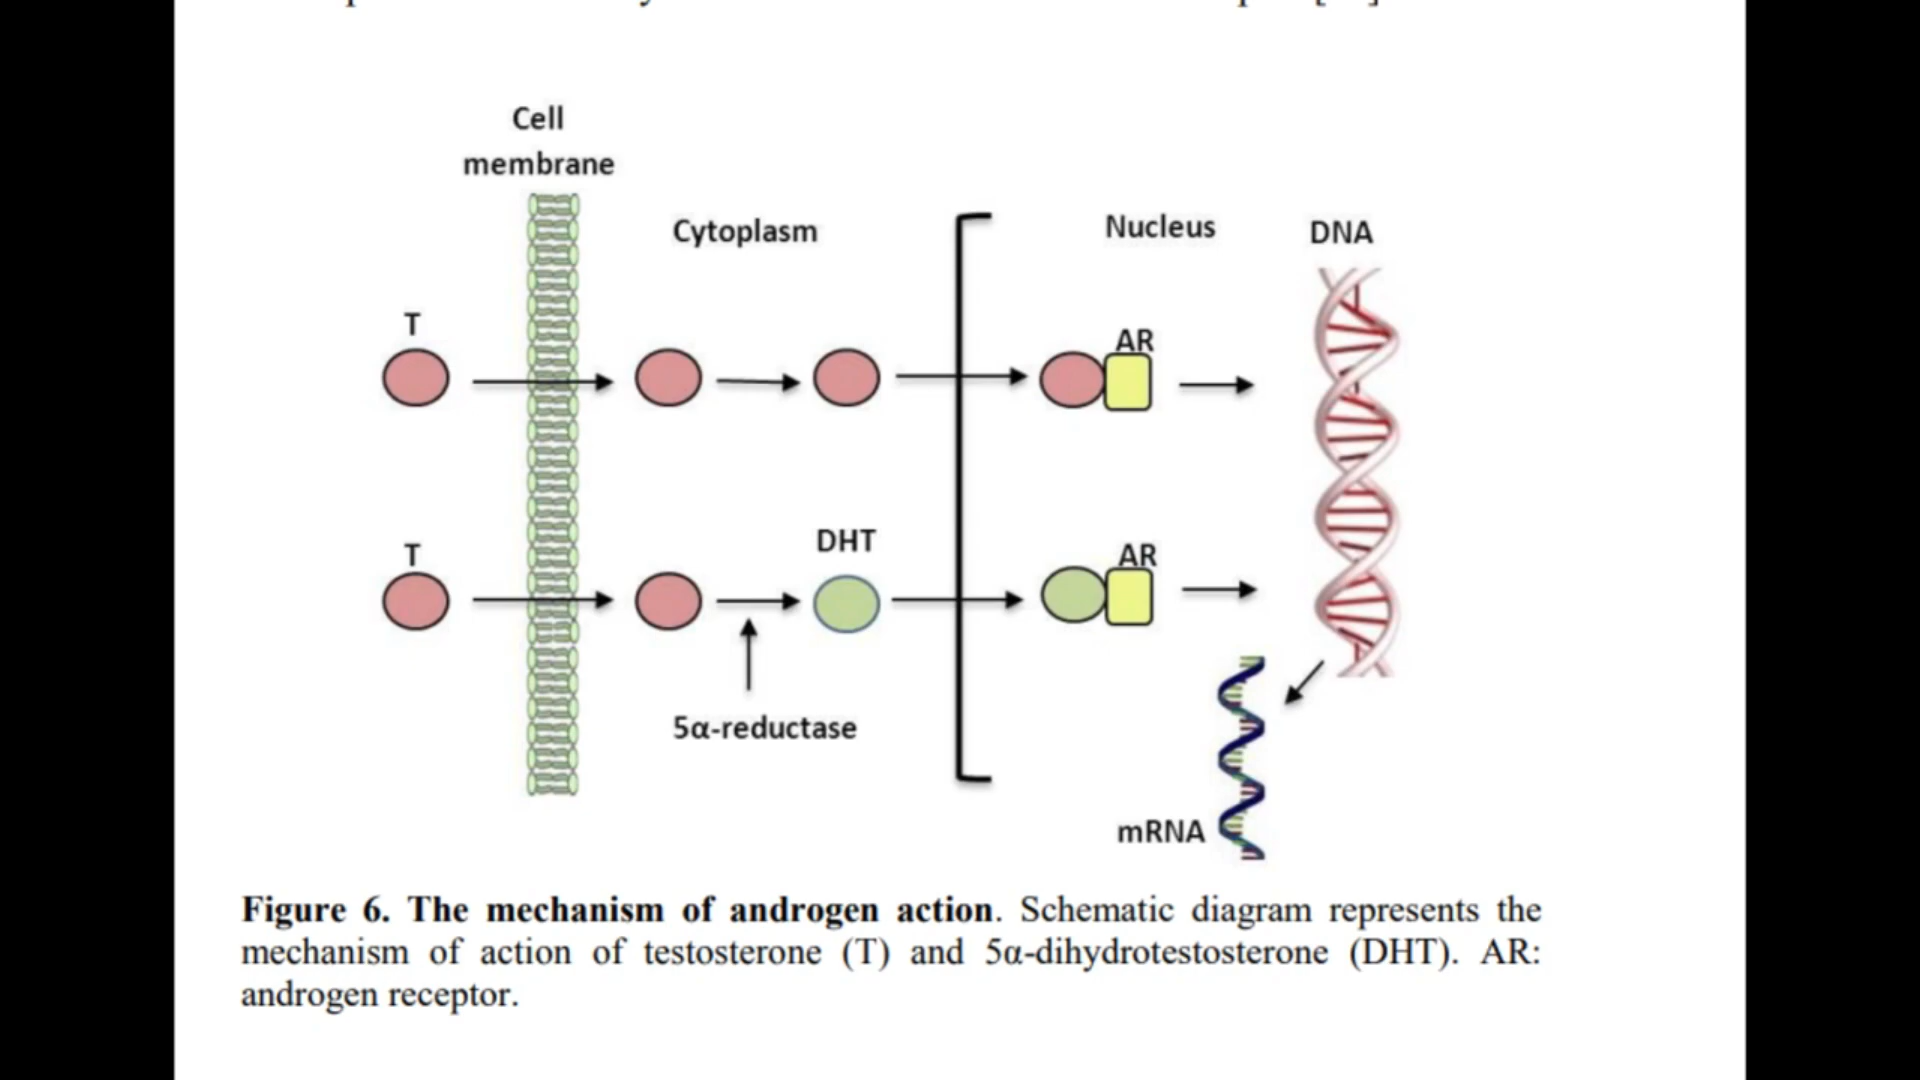 Cell
membrane
Cytoplasm
Nucleus
DNA
T
AR
T
DHT
AR
5α-reductase
mRNA
Figure 6. The mechanism of androgen action. Schematic diagram represents the
mechanism of action of testosterone (T) and 5α-dihydrotestosterone (DHT). AR:
androgen receptor.